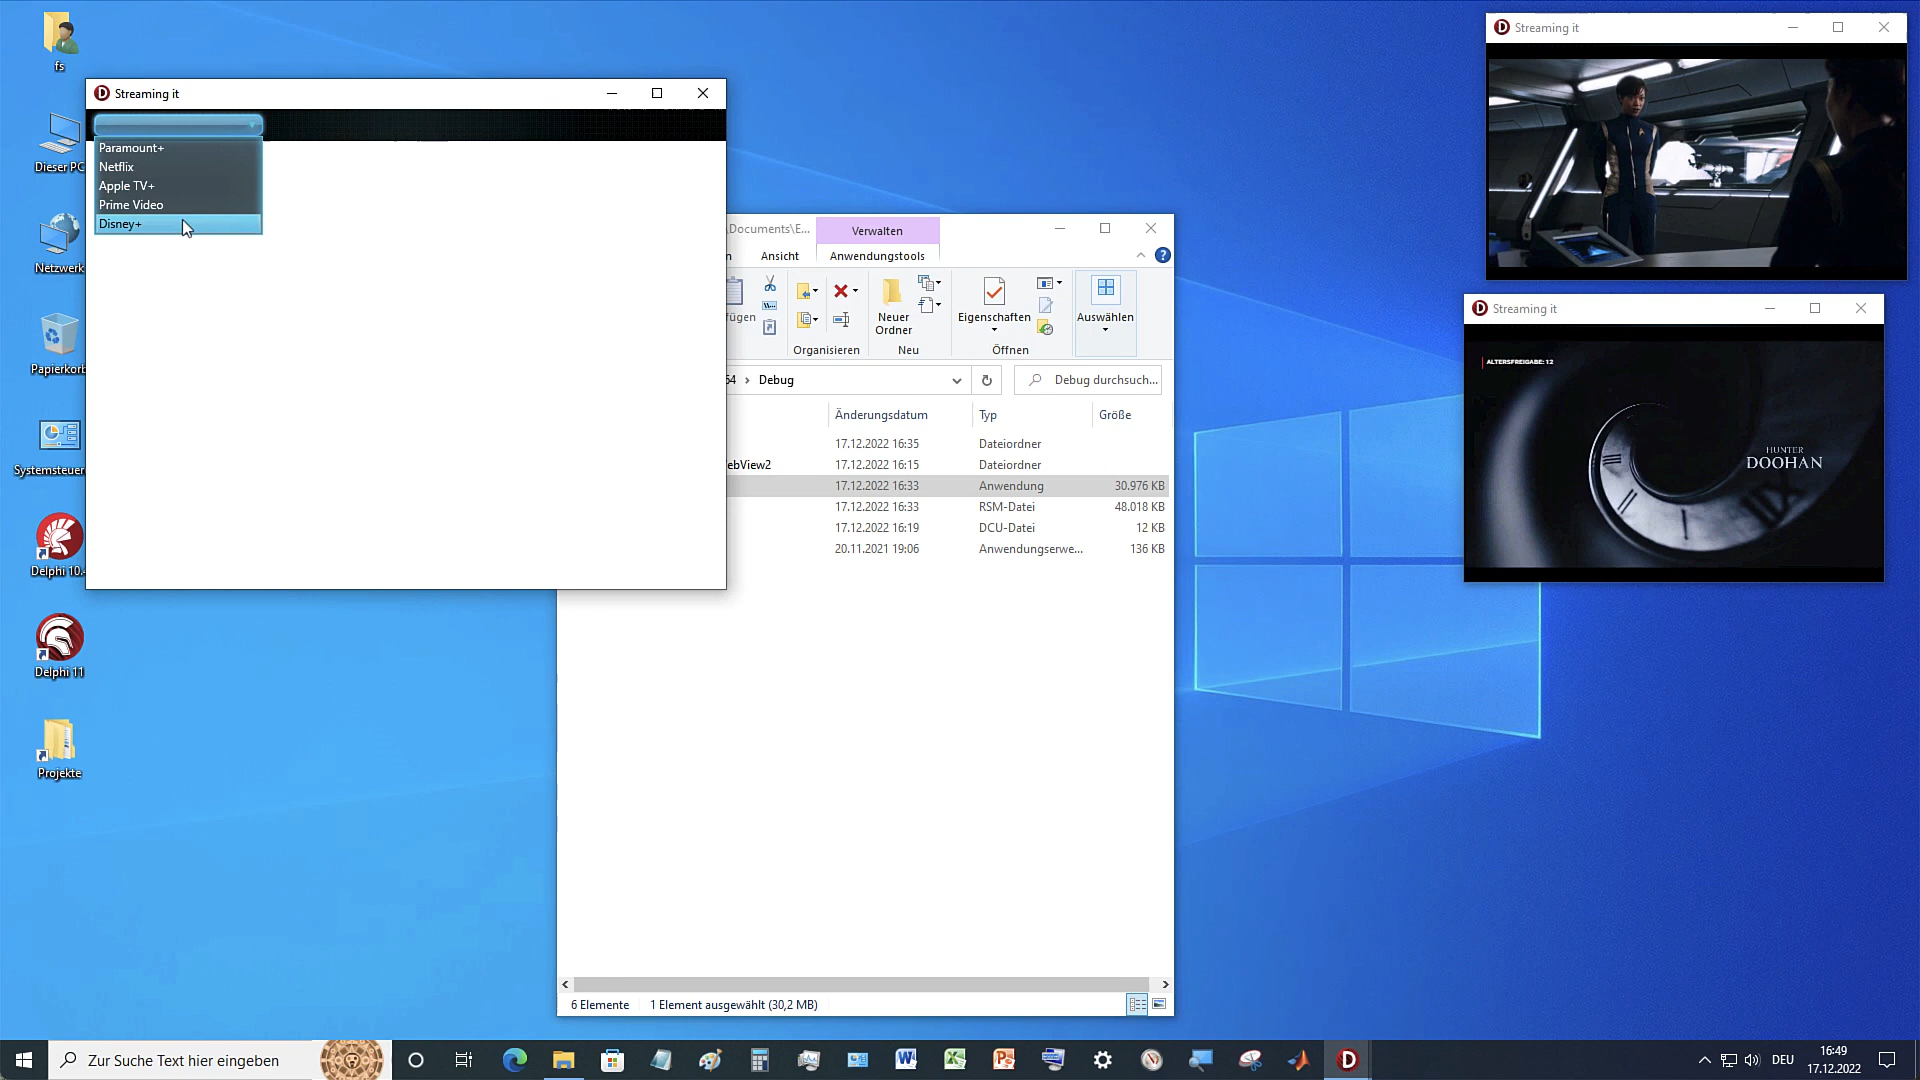 fs
Dieser PC
Netzwerk
Papierkorb
Systemsteuer
Delphi 10.
Delphi 11
Projekte
Streaming it
Paramount+
Netflix
Apple TV+
Prime Video
Disney+
\Documents\E...
Verwalten
Ansicht
Anwendungstools
Neuer
Ordner
Eigenschaften
Auswählen
Organisieren
Neu
Öffnen
Debug
Debug durchsuch...
Änderungsdatum Typ Größe
17.12.2022 16:35 Dateiordner
ebView2 17.12.2022 16:15 Dateiordner
17.12.2022 16:33 Anwendung 30.976 KB
17.12.2022 16:33 RSM-Datei 48.018 KB
17.12.2022 16:19 DCU-Datei 12 KB
20.11.2021 19:06 Anwendungserwe... 136 KB
6 Elemente 1 Element ausgewählt (30,2 MB)
Streaming it
Streaming it
ALTERSFREIGABE: 12
HUNTER
DOOHAN
Zur Suche Text hier eingeben
DEU
16:49
17.12.2022